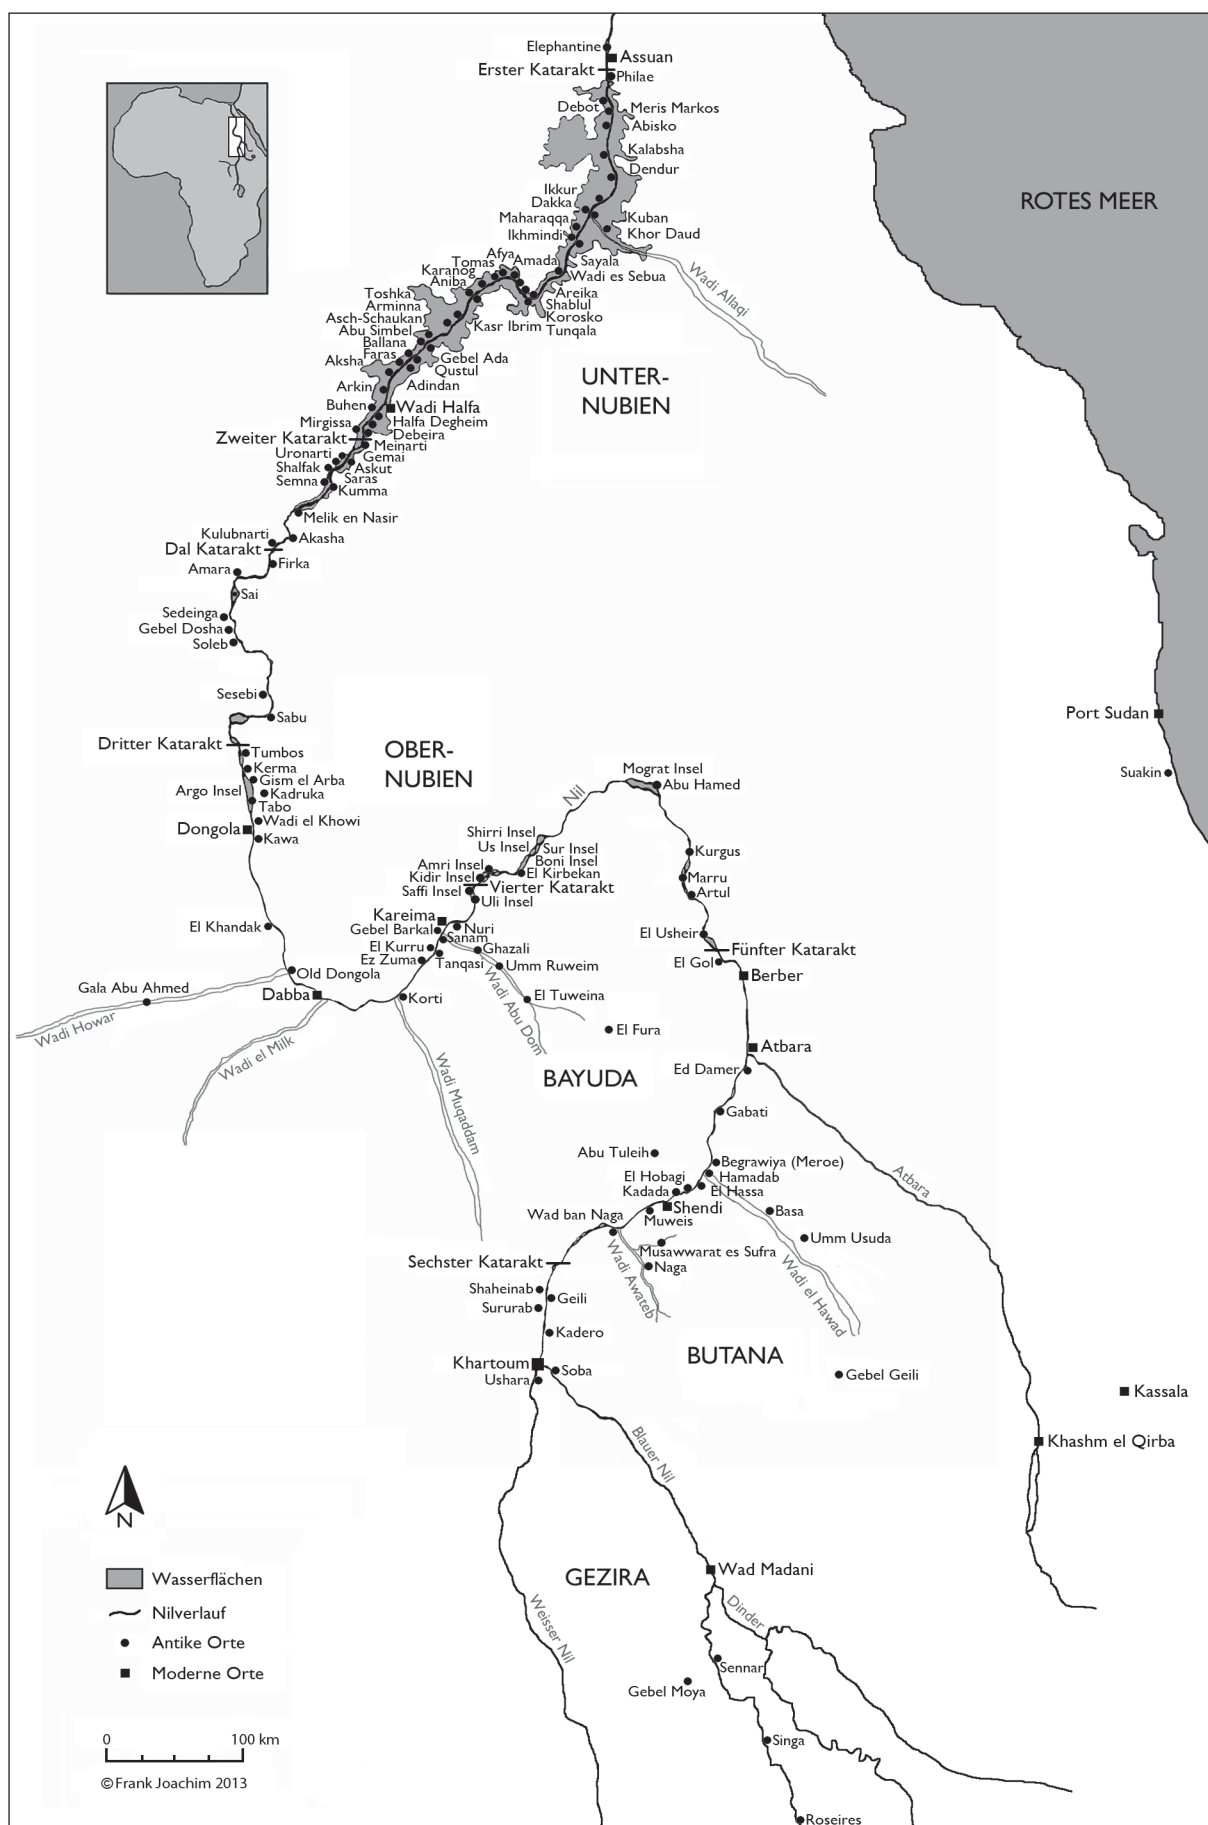 Elephantine
Assuan
Erster Katarakt
Philae
Debot
Meris Markos
Abisko
Kalabsha
Dendur
ROTES MEER
Ikkur
Dakka
Maharaqqa
Kuban
Ikhmindi
Khor Daud
Afya
Amada
Sayala
Tomas
Wadi es Sebua
Wadi Allaqi
Karanog
Aniba
Toshka
Areika
Arminna
Shablul
Asch-Schaukan
Kasr Ibrim
Korosko
Abu Simbel
Tunqala
Ballana
Faras
Aksha
Gebel Ada
Qustul
UNTER-
NUBIEN
Arkin
Adindan
Buhen
Wadi Halfa
Mirgissa
Halfa Degheim
Zweiter Katarakt
Debeira
Meinarti
Uronarti
Gemai
Shalfak
Askut
Semna
Saras
Kumma
Melik en Nasir
Kulubnarti
Akasha
Dal Katarakt
Firka
Amara
Sai
Sedeinga
Gebel Dosha
Soleb
Sesebi
Sabu
Port Sudan
Dritter Katarakt
Tumbos
OBER-
NUBIEN
Kerma
Mograt Insel
Suakin
Gism el Arba
Abu Hamed
Argo Insel
Kadruka
Nil
Tabo
Wadi el Khowi
Dongola
Kawa
Shirri Insel
Us Insel
Sur Insel
Kurgus
Boni Insel
Amri Insel
El Kirbekan
Kidir Insel
Marru
Saffi Insel
Vierter Katarakt
Artul
Uli Insel
Kareima
El Khandak
Gebel Barkal
Nuri
El Usheir
Sanam
El Kurru
Ghazali
Fünfter Katarakt
Ez Zuma
Tanqasi
Umm Ruweim
El Gol
Old Dongola
Berber
Gala Abu Ahmed
Dabba
Korti
El Tuweina
Wadi Howar
Wadi Abu Dom
El Fura
Wadi el Milk
Atbara
Wadi Muqaddam
BAYUDA
Ed Damer
Gabati
Abu Tuleih
Begrawiya (Meroe)
El Hobagi
Hamadab
Atbara
Kadada
El Hassa
Shendi
Basa
Wad ban Naga
Muweis
Umm Usuda
Musawwarat es Sufra
Sechster Katarakt
Naga
Wadi Awateb
Wadi el Hawad
Shaheinab
Geili
Sururab
Kadero
BUTANA
Khartoum
Soba
Gebel Geili
Ushara
Kassala
Blauer Nil
Khashm el Qirba
N
Wasserflächen
GEZIRA
Wad Madani
Nilverlauf
Weisser Nil
Dinder
Antike Orte
Moderne Orte
Sennar
Gebel Moya
0 100 km
Singa
©Frank Joachim 2013
Roseires